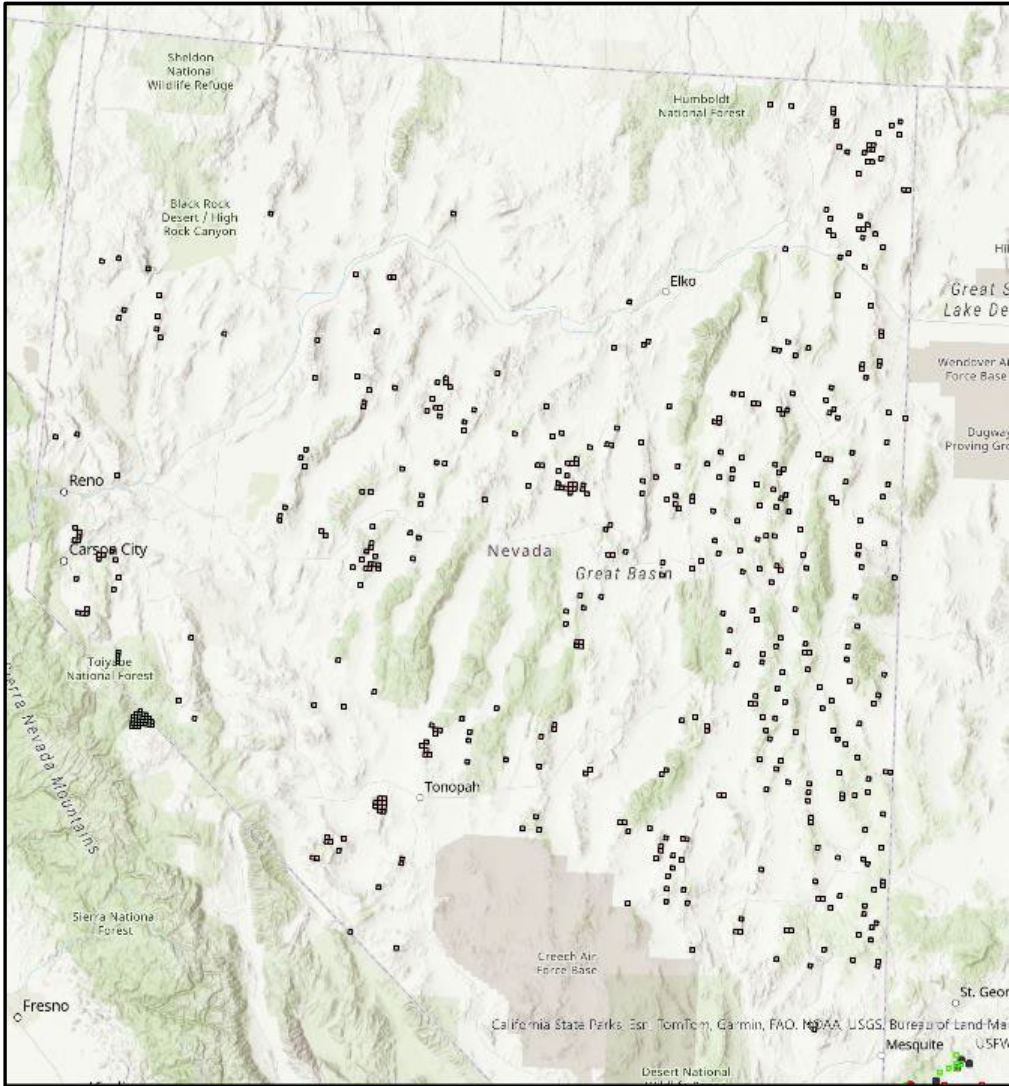 Sheldon
National
Wildlife Refuge
Humboldt
National Forest
Black Rock
Desert / High
Rock Canyon
Elko
Great S
Lake De
Wendover Ai
Force Base
Dugway
Proving Gro
Reno
Carson City
Nevada
Great Basin
Toiyabe
National Forest
Sierra Nevada Mountains
Tonopah
Sierra National
Forest
Creech Air
Force Base
St. Geor
Fresno
California State Parks, Esri, TomTom, Garmin, FAO, NOAA, USGS, Bureau of Land Ma
Mesquite
USFW
Desert National